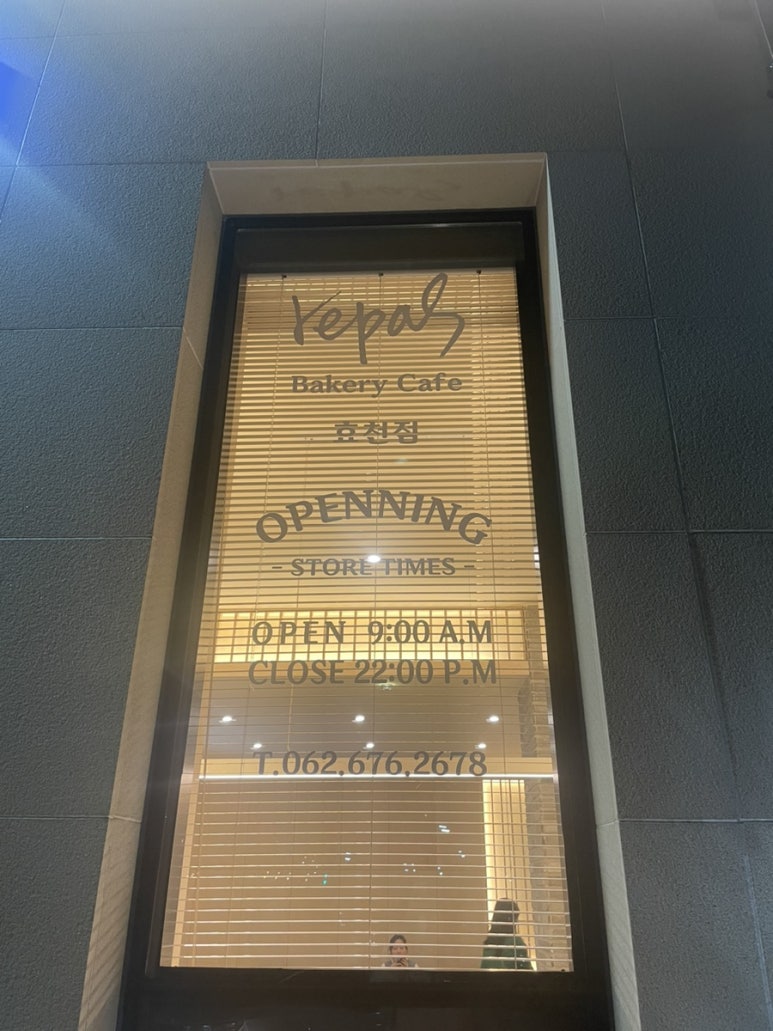 repas
Bakery Cafe
효천점
OPENNING
- STORE TIMES -
OPEN 9:00 A.M
CLOSE 22:00 P.M
T.062.676.2678